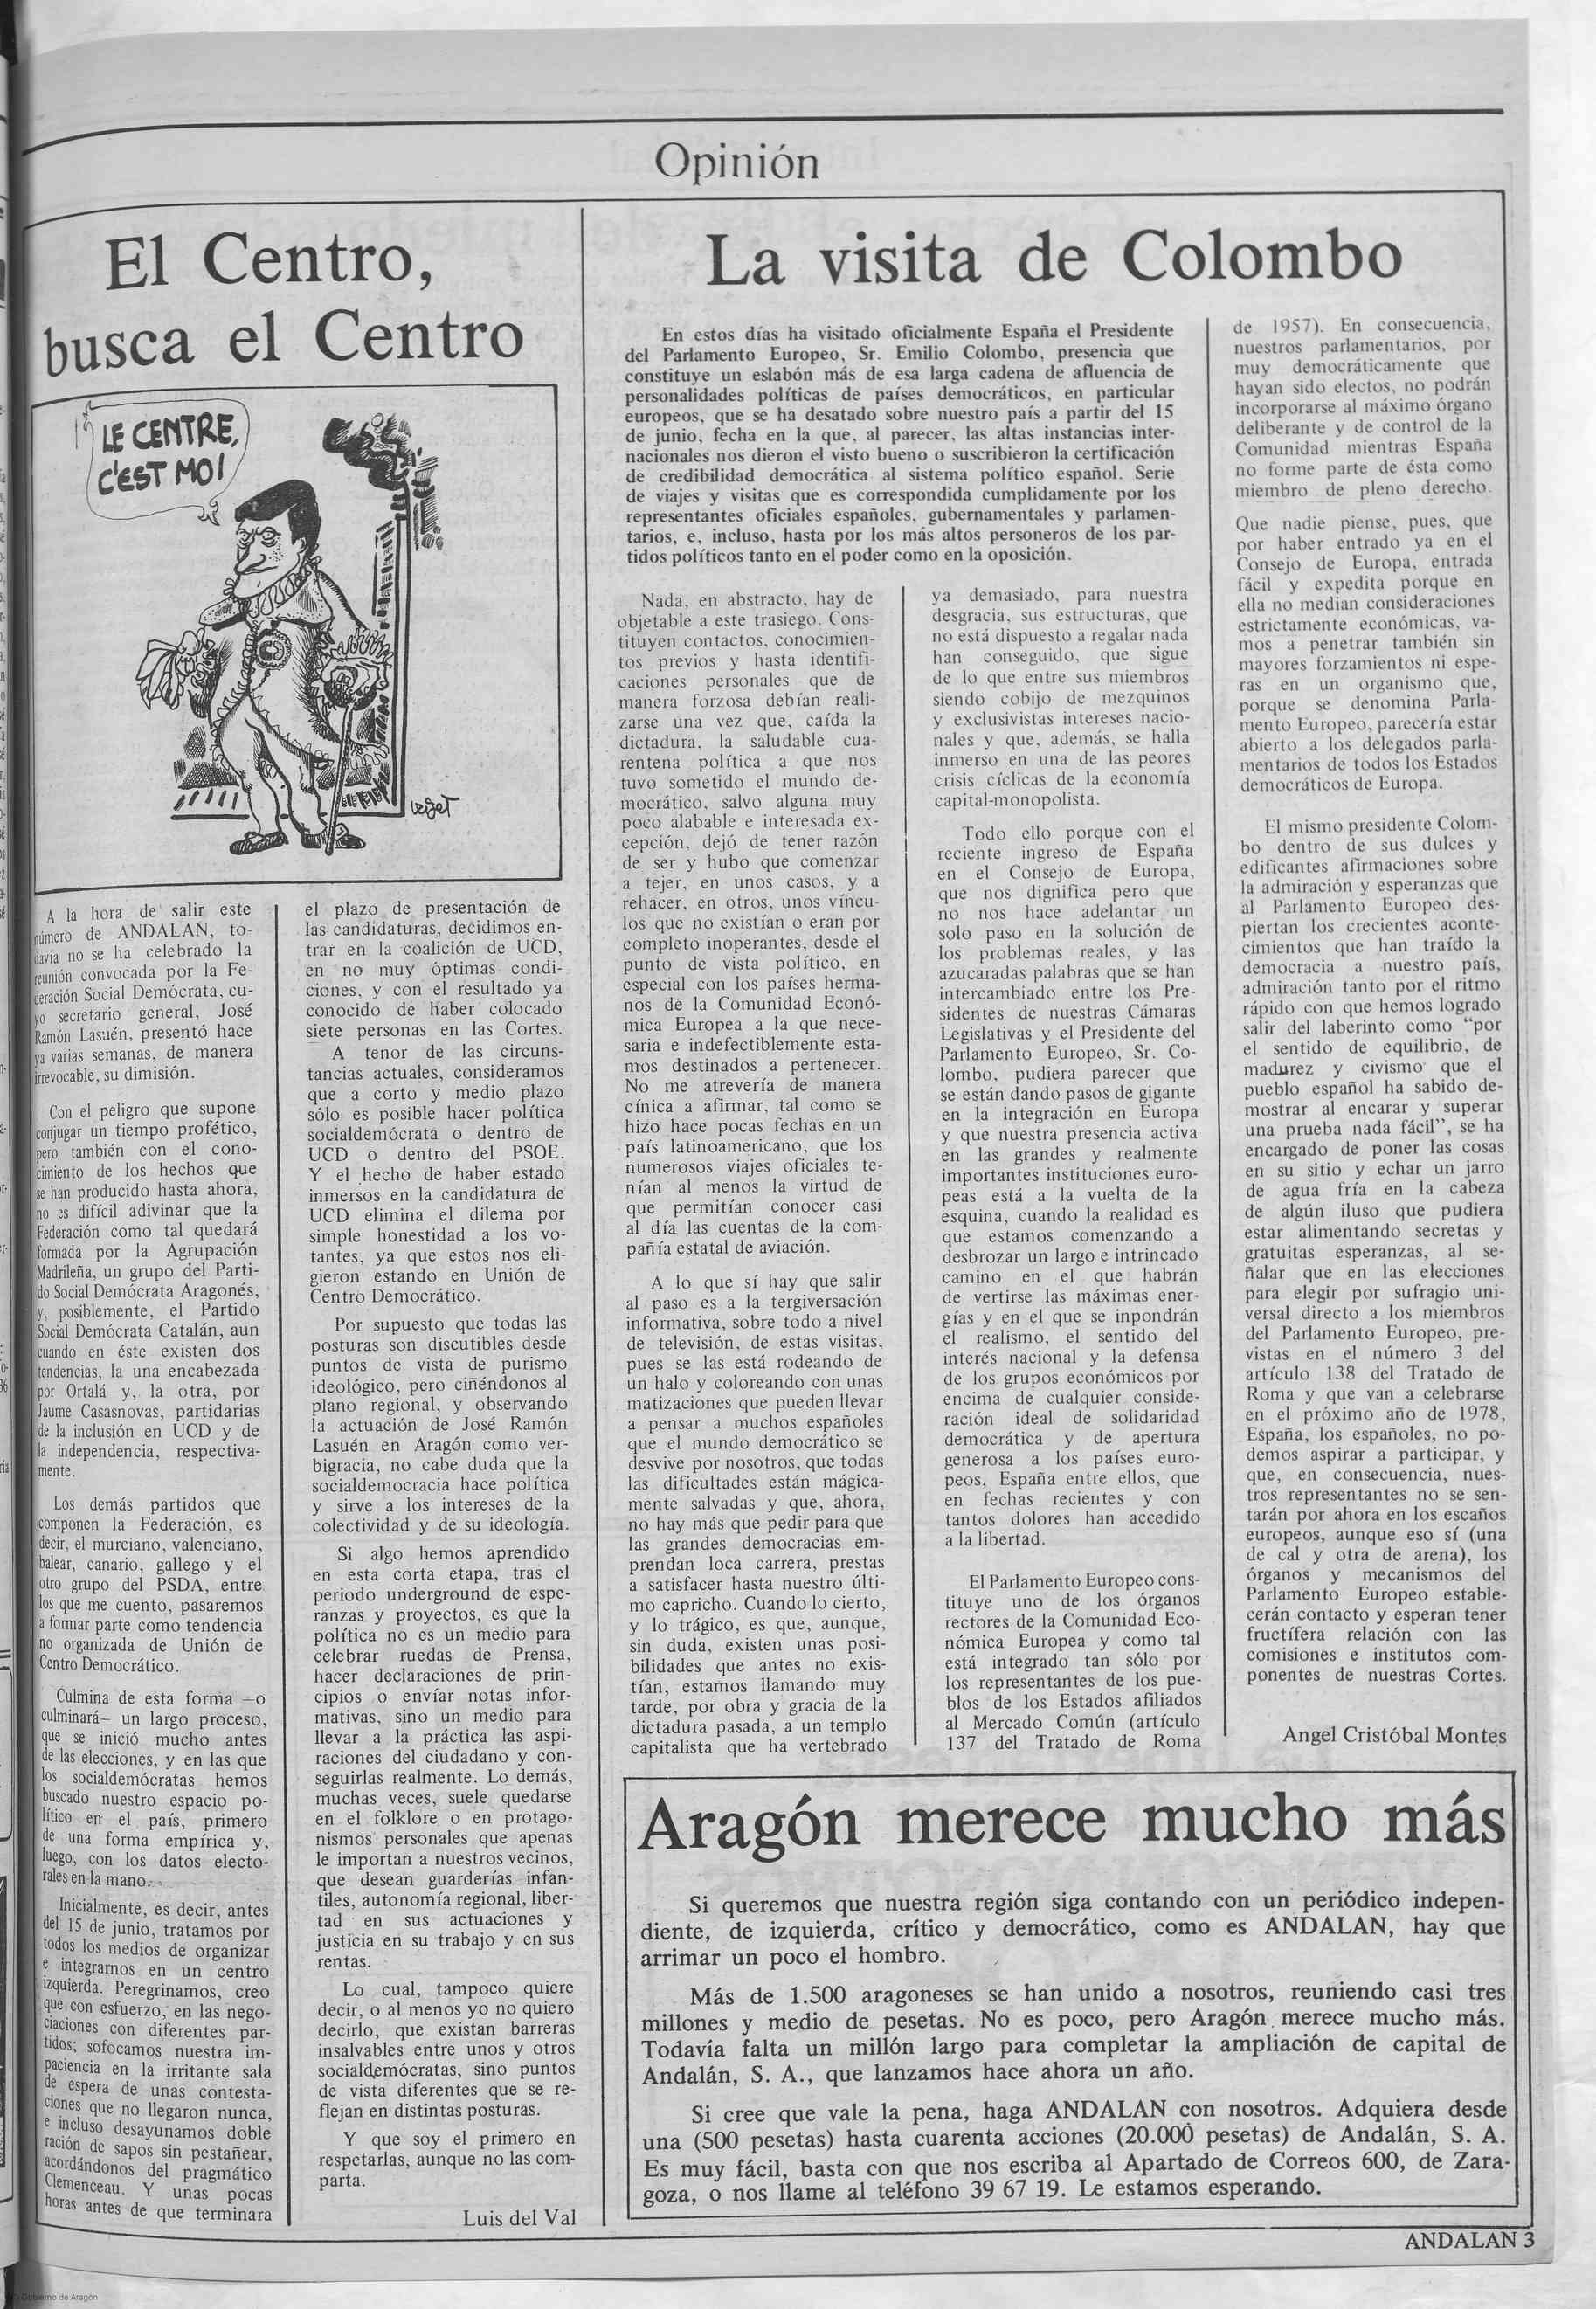 Opinión
El Centro,
busca el Centro
LE CENTRE,
C'EST MOI
A la hora de salir este
número de ANDALAN, to-
davía no se ha celebrado la
reunión convocada por la Fe-
deración Social Demócrata, cu-
yo secretario general, José
Ramón Lasuén, presentó hace
ya varias semanas, de manera
irrevocable, su dimisión.
Con el peligro que supone
conjugar un tiempo profético,
pero también con el cono-
cimiento de los hechos que
se han producido hasta ahora,
no es difícil adivinar que la
Federación como tal quedará
formada por la Agrupación
Madrileña, un grupo del Parti-
do Social Demócrata Aragonés,
y, posiblemente, el Partido
Social Demócrata Catalán, aun
cuando en éste existen dos
tendencias, la una encabezada
por Ortalá y, la otra, por
Jaume Casasnovas, partidarias
de la inclusión en UCD y de
la independencia, respectiva-
mente.
Los demás partidos que
componen la Federación, es
decir, el murciano, valenciano,
balear, canario, gallego y el
otro grupo del PSDA, entre
los que me cuento, pasaremos
a formar parte como tendencia
no organizada de Unión de
Centro Democrático.
Culmina de esta forma —o
culminará— un largo proceso,
que se inició mucho antes
de las elecciones, y en las que
los socialdemócratas hemos
buscado nuestro espacio po-
lítico en el país, primero
de una forma empírica y,
luego, con los datos electo-
rales en la mano.
Inicialmente, es decir, antes
del 15 de junio, tratamos por
todos los medios de organizar
e integrarnos en un centro
izquierda. Peregrinamos, creo
que con esfuerzo, en las nego-
ciaciones con diferentes par-
tidos; sofocamos nuestra im-
paciencia en la irritante sala
de espera de unas contesta-
ciones que no llegaron nunca,
e incluso desayunamos doble
ración de sapos sin pestañear,
acordándonos del pragmático
Clemenceau. Y unas pocas
horas antes de que terminara
el plazo de presentación de
las candidaturas, decidimos en-
trar en la coalición de UCD,
en no muy óptimas condi-
ciones, y con el resultado ya
conocido de haber colocado
siete personas en las Cortes.
A tenor de las circuns-
tancias actuales, consideramos
que a corto y medio plazo
sólo es posible hacer política
socialdemócrata o dentro de
UCD o dentro del PSOE.
Y el hecho de haber estado
inmersos en la candidatura de
UCD elimina el dilema por
simple honestidad a los vo-
tantes, ya que estos nos eli-
gieron estando en Unión de
Centro Democrático.
Por supuesto que todas las
posturas son discutibles desde
puntos de vista de purismo
ideológico, pero ciñéndonos al
plano regional, y observando
la actuación de José Ramón
Lasuén en Aragón como ver-
bigracia, no cabe duda que la
socialdemocracia hace política
y sirve a los intereses de la
colectividad y de su ideología.
Si algo hemos aprendido
en esta corta etapa, tras el
periodo underground de espe-
ranzas y proyectos, es que la
política no es un medio para
celebrar ruedas de Prensa,
hacer declaraciones de prin-
cipios o envíar notas infor-
mativas, sino un medio para
llevar a la práctica las aspi-
raciones del ciudadano y con-
seguirlas realmente. Lo demás,
muchas veces, suele quedarse
en el folklore o en protago-
nismos personales que apenas
le importan a nuestros vecinos,
que desean guarderías infan-
tiles, autonomía regional, liber-
tad en sus actuaciones y
justicia en su trabajo y en sus
rentas.
Lo cual, tampoco quiere
decir, o al menos yo no quiero
decirlo, que existan barreras
insalvables entre unos y otros
socialdemócratas, sino puntos
de vista diferentes que se re-
flejan en distintas posturas.
Y que soy el primero en
respetarlas, aunque no las com-
parta.
Luis del Val
La visita de Colombo
En estos días ha visitado oficialmente España el Presidente
del Parlamento Europeo, Sr. Emilio Colombo, presencia que
constituye un eslabón más de esa larga cadena de afluencia de
personalidades políticas de países democráticos, en particular
europeos, que se ha desatado sobre nuestro país a partir del 15
de junio, fecha en la que, al parecer, las altas instancias inter-
nacionales nos dieron el visto bueno o suscribieron la certificación
de credibilidad democrática al sistema político español. Serie
de viajes y visitas que es correspondida cumplidamente por los
representantes oficiales españoles, gubernamentales y parlamen-
tarios, e, incluso, hasta por los más altos personeros de los par-
tidos políticos tanto en el poder como en la oposición.
Nada, en abstracto, hay de
objetable a este trasiego. Cons-
tituyen contactos, conocimien-
tos previos y hasta identifi-
caciones personales que de
manera forzosa debían reali-
zarse una vez que, caída la
dictadura, la saludable cua-
rentena política a que nos
tuvo sometido el mundo de-
mocrático, salvo alguna muy
poco alabable e interesada ex-
cepción, dejó de tener razón
de ser y hubo que comenzar
a tejer, en unos casos, y a
rehacer, en otros, unos víncu-
los que no existían o eran por
completo inoperantes, desde el
punto de vista político, en
especial con los países herma-
nos de la Comunidad Econó-
mica Europea a la que nece-
saria e indefectiblemente esta-
mos destinados a pertenecer.
No me atrevería de manera
cínica a afirmar, tal como se
hizo hace pocas fechas en un
país latinoamericano, que los
numerosos viajes oficiales te-
nían al menos la virtud de
que permitían conocer casi
al día las cuentas de la com-
pañía estatal de aviación.
A lo que sí hay que salir
al paso es a la tergiversación
informativa, sobre todo a nivel
de televisión, de estas visitas,
pues se las está rodeando de
un halo y coloreando con unas
matizaciones que pueden llevar
a pensar a muchos españoles
que el mundo democrático se
desvive por nosotros, que todas
las dificultades están mágica-
mente salvadas y que, ahora,
no hay más que pedir para que
las grandes democracias em-
prendan loca carrera, prestas
a satisfacer hasta nuestro últi-
mo capricho. Cuando lo cierto,
y lo trágico, es que, aunque,
sin duda, existen unas posi-
bilidades que antes no exis-
tían, estamos llamando muy
tarde, por obra y gracia de la
dictadura pasada, a un templo
capitalista que ha vertebrado
ya demasiado, para nuestra
desgracia, sus estructuras, que
no está dispuesto a regalar nada
han conseguido, que sigue
de lo que entre sus miembros
siendo cobijo de mezquinos
y exclusivistas intereses nacio-
nales y que, además, se halla
inmerso en una de las peores
crisis cíclicas de la economía
capital-monopolista.
Todo ello porque con el
reciente ingreso de España
en el Consejo de Europa,
que nos dignifica pero que
no nos hace adelantar un
solo paso en la solución de
los problemas reales, y las
azucaradas palabras que se han
intercambiado entre los Pre-
sidentes de nuestras Cámaras
Legislativas y el Presidente del
Parlamento Europeo, Sr. Co-
lombo, pudiera parecer que
se están dando pasos de gigante
en la integración en Europa
y que nuestra presencia activa
en las grandes y realmente
importantes instituciones euro-
peas está a la vuelta de la
esquina, cuando la realidad es
que estamos comenzando a
desbrozar un largo e intrincado
camino en el que habrán
de vertirse las máximas ener-
gías y en el que se inpondrán
el realismo, el sentido del
interés nacional y la defensa
de los grupos económicos por
encima de cualquier conside-
ración ideal de solidaridad
democrática y de apertura
generosa a los países euro-
peos, España entre ellos, que
en fechas recientes y con
tantos dolores han accedido
a la libertad.
El Parlamento Europeo cons-
tituye uno de los órganos
rectores de la Comunidad Eco-
nómica Europea y como tal
está integrado tan sólo por
los representantes de los pue-
blos de los Estados afiliados
al Mercado Común (artículo
137 del Tratado de Roma
de 1957). En consecuencia,
nuestros parlamentarios, por
muy democráticamente que
hayan sido electos, no podrán
incorporarse al máximo órgano
deliberante y de control de la
Comunidad mientras España
no forme parte de ésta como
miembro de pleno derecho.
Que nadie piense, pues, que
por haber entrado ya en el
Consejo de Europa, entrada
fácil y expedita porque en
ella no median consideraciones
estrictamente económicas, va-
mos a penetrar también sin
mayores forzamientos ni espe-
ras en un organismo que,
porque se denomina Parla-
mento Europeo, parecería estar
abierto a los delegados parla-
mentarios de todos los Estados
democráticos de Europa.
El mismo presidente Colom-
bo dentro de sus dulces y
edificantes afirmaciones sobre
la admiración y esperanzas que
al Parlamento Europeo des-
piertan los crecientes aconte-
cimientos que han traído la
democracia a nuestro país,
admiración tanto por el ritmo
rápido con que hemos logrado
salir del laberinto como "por
el sentido de equilibrio, de
madurez y civismo que el
pueblo español ha sabido de-
mostrar al encarar y superar
una prueba nada fácil", se ha
encargado de poner las cosas
en su sitio y echar un jarro
de agua fría en la cabeza
de algún iluso que pudiera
estar alimentando secretas y
gratuitas esperanzas, al se-
ñalar que en las elecciones
para elegir por sufragio uni-
versal directo a los miembros
del Parlamento Europeo, pre-
vistas en el número 3 del
artículo 138 del Tratado de
Roma y que van a celebrarse
en el próximo año de 1978,
España, los españoles, no po-
demos aspirar a participar, y
que, en consecuencia, nues-
tros representantes no se sen-
tarán por ahora en los escaños
europeos, aunque eso sí (una
de cal y otra de arena), los
órganos y mecanismos del
Parlamento Europeo estable-
cerán contacto y esperan tener
fructífera relación con las
comisiones e institutos com-
ponentes de nuestras Cortes.
Angel Cristóbal Montes
Aragón merece mucho más
Si queremos que nuestra región siga contando con un periódico indepen-
diente, de izquierda, crítico y democrático, como es ANDALAN, hay que
arrimar un poco el hombro.
Más de 1.500 aragoneses se han unido a nosotros, reuniendo casi tres
millones y medio de pesetas. No es poco, pero Aragón merece mucho más.
Todavía falta un millón largo para completar la ampliación de capital de
Andalán, S. A., que lanzamos hace ahora un año.
Si cree que vale la pena, haga ANDALAN con nosotros. Adquiera desde
una (500 pesetas) hasta cuarenta acciones (20.000 pesetas) de Andalán, S. A.
Es muy fácil, basta con que nos escriba al Apartado de Correos 600, de Zara-
goza, o nos llame al teléfono 39 67 19. Le estamos esperando.
ANDALAN 3
Gobierno de Aragón